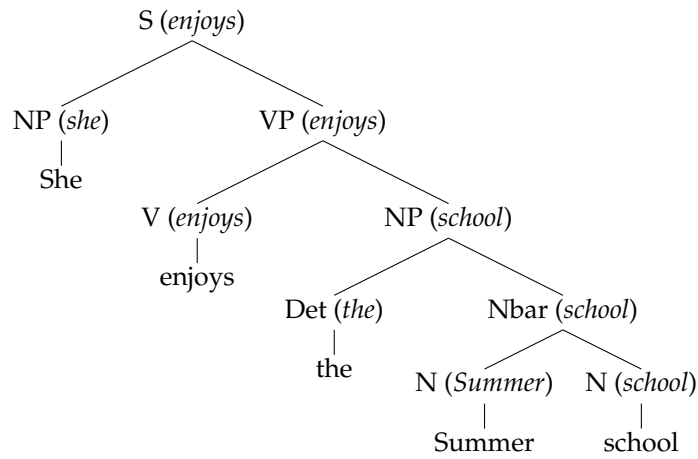 S (enjoys)
NP (she) VP (enjoys)
She
V (enjoys) NP (school)
enjoys
Det (the) Nbar (school)
the
N (Summer) N (school)
Summer school